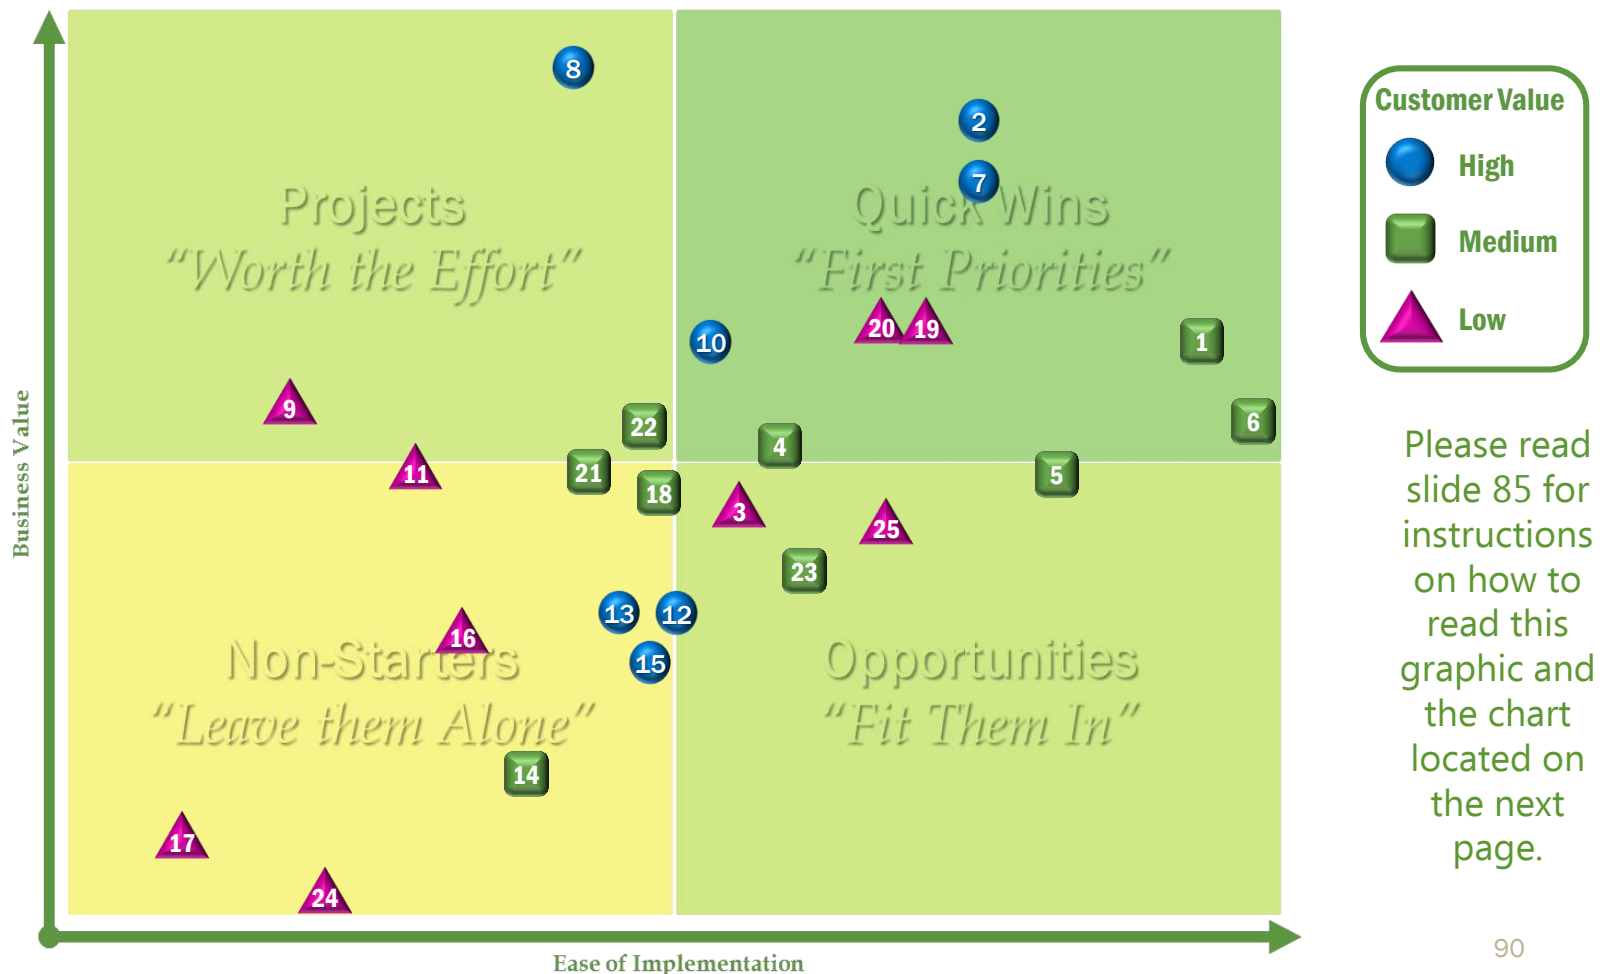 8
2
7
Projects
"Worth the Effort"
Quick Wins
"First Priorities"
20
19
10
1
9
22
4
6
11
21
18
5
3
25
23
13
12
16
15
Non-Starters
"Leave them Alone"
Opportunities
"Fit Them In"
14
17
24
Business Value
Ease of Implementation
Customer Value
High
Medium
Low
Please read
slide 85 for
instructions
on how to
read this
graphic and
the chart
located on
the next
page.
90